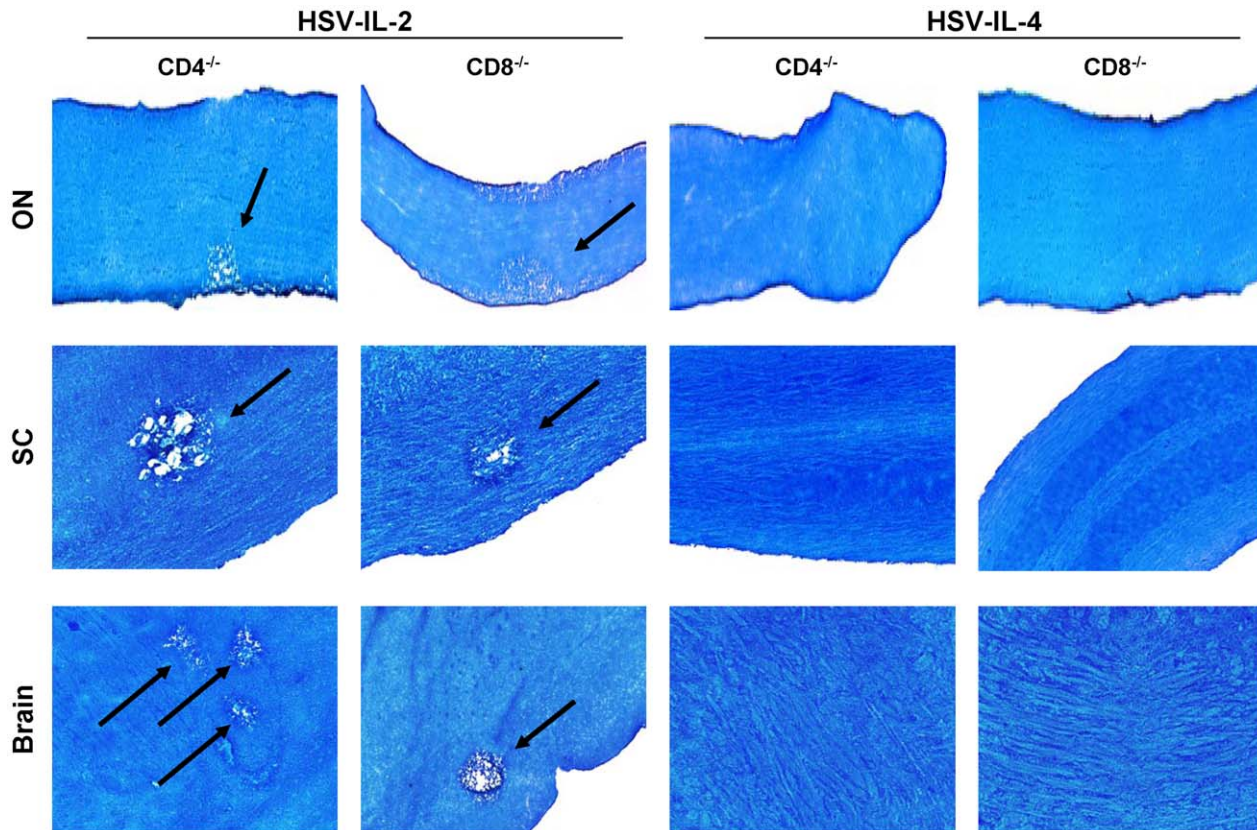 HSV-IL-2 HSV-IL-4
CD4-/- CD8-/- CD4-/- CD8-/-
ON
SC
Brain